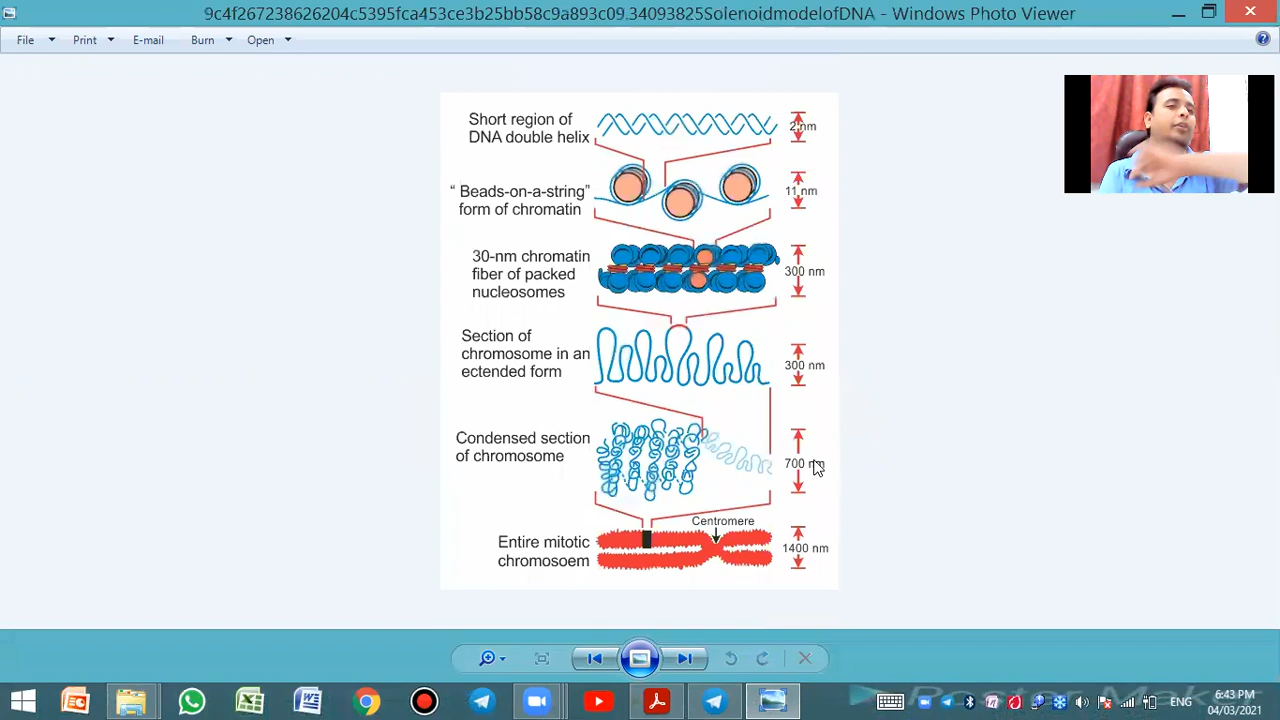 9c4f267238626204c5395fca453ce3b25bb58c9a893c09.34093825SolenoidmodelofDNA - Windows Photo Viewer
File Print E-mail Burn Open
Short region of
DNA double helix
2 nm
" Beads-on-a-string"
form of chromatin
11 nm
30-nm chromatin
fiber of packed
nucleosomes
300 nm
Section of
chromosome in an
ectended form
300 nm
Condensed section
of chromosome
700 nm
Centromere
Entire mitotic
chromosoem
1400 nm
ENG
6:43 PM
04/03/2021